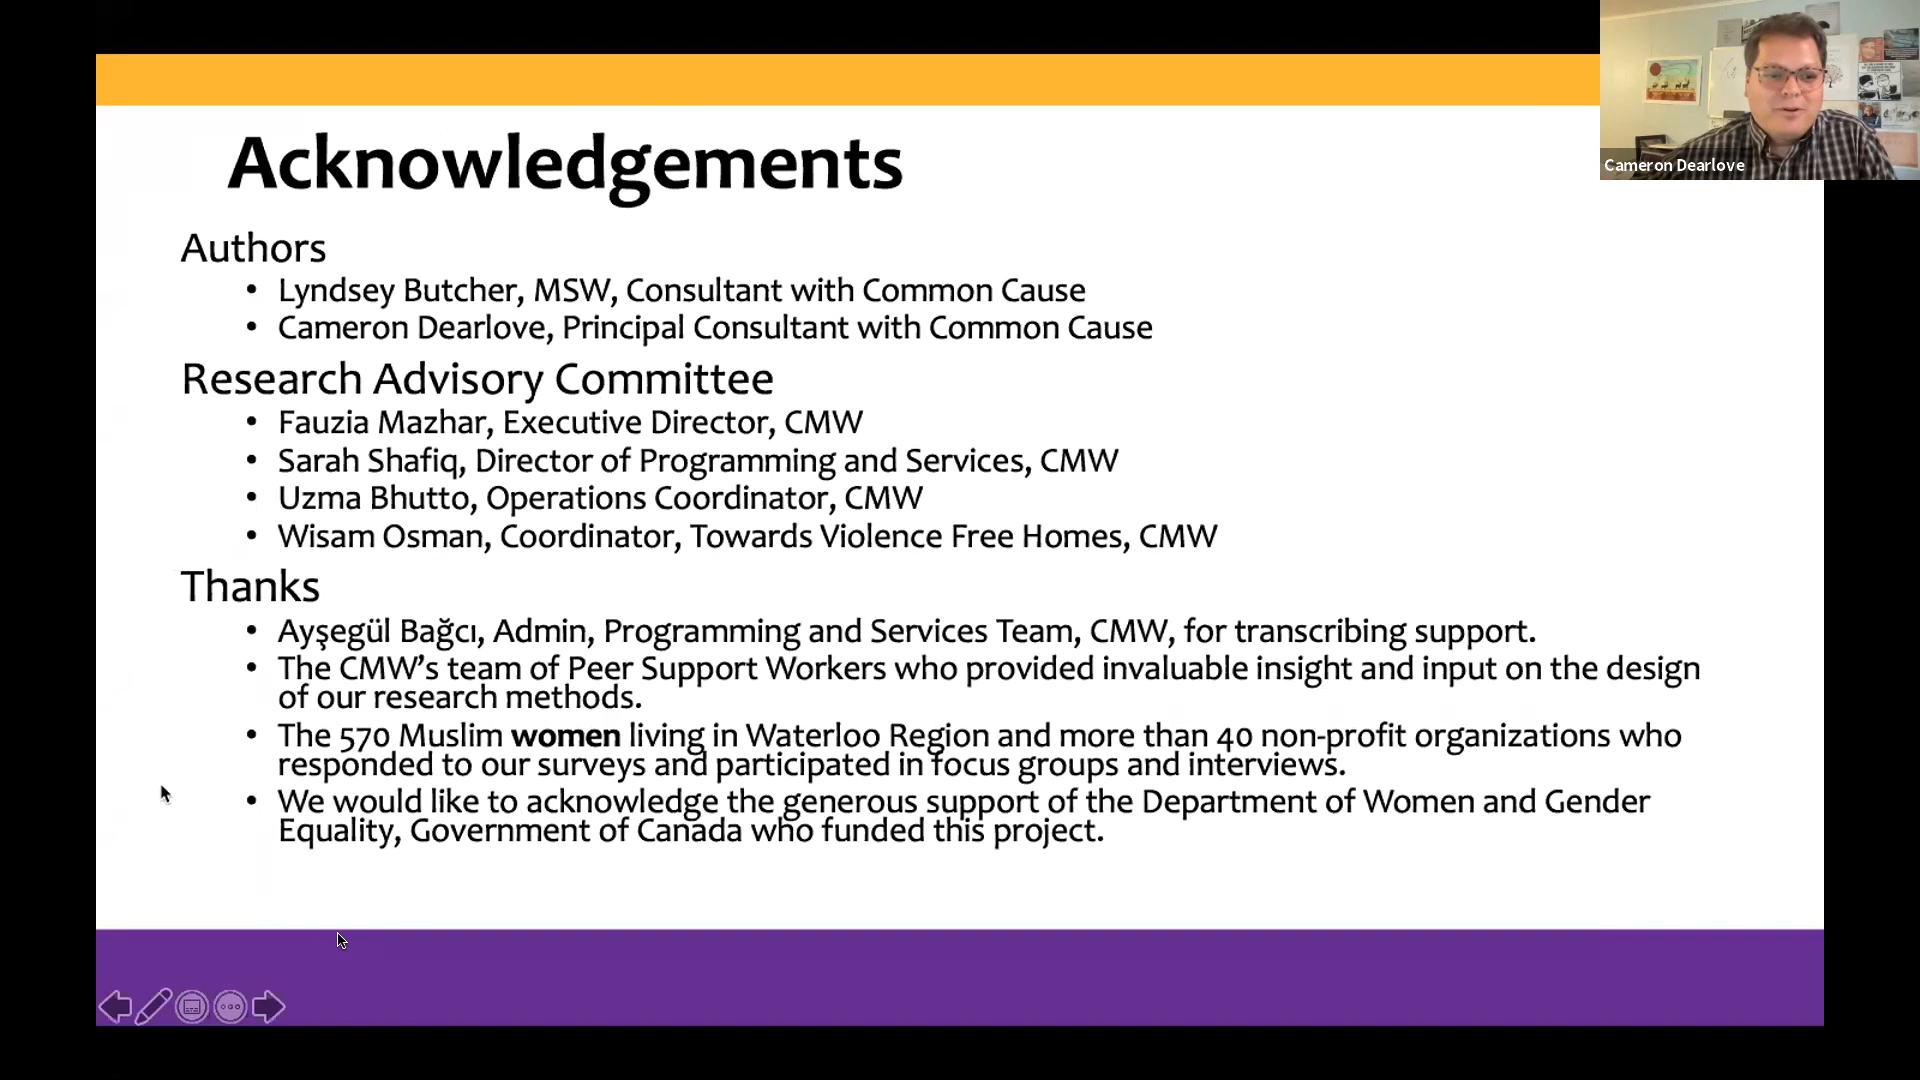 Acknowledgements
Authors
• Lyndsey Butcher, MSW, Consultant with Common Cause
• Cameron Dearlove, Principal Consultant with Common Cause
Research Advisory Committee
• Fauzia Mazhar, Executive Director, CMW
• Sarah Shafiq, Director of Programming and Services, CMW
• Uzma Bhutto, Operations Coordinator, CMW
• Wisam Osman, Coordinator, Towards Violence Free Homes, CMW
Thanks
• Ayşegül Bağcı, Admin, Programming and Services Team, CMW, for transcribing support.
• The CMW’s team of Peer Support Workers who provided invaluable insight and input on the design
of our research methods.
• The 570 Muslim women living in Waterloo Region and more than 40 non-profit organizations who
responded to our surveys and participated in focus groups and interviews.
• We would like to acknowledge the generous support of the Department of Women and Gender
Equality, Government of Canada who funded this project.
Cameron Dearlove